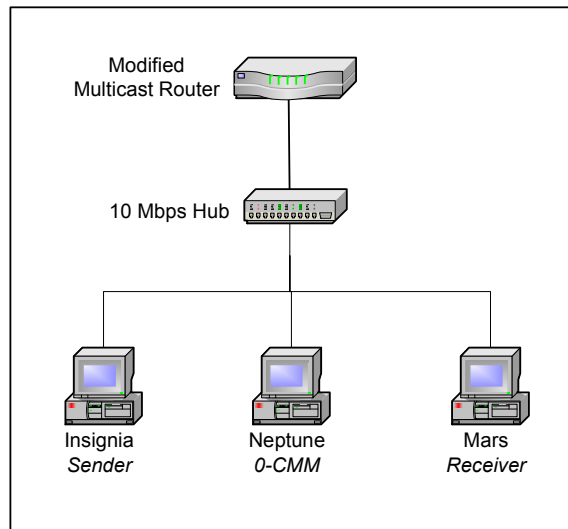 Modified
Multicast Router
10 Mbps Hub
Insignia
Sender
Neptune
0-CMM
Mars
Receiver